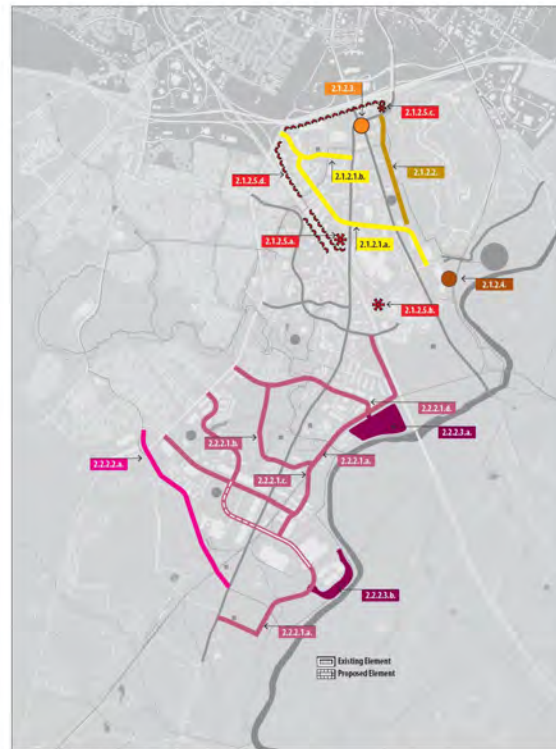 2.1.2.3.
2.1.2.5.c.
2.1.2.5.d.
2.1.2.1.b.
2.1.2.2.
2.1.2.5.a.
2.1.2.1.a.
2.1.2.4.
2.1.2.5.b.
2.2.2.1.d.
2.2.2.3.a.
2.2.2.1.b.
2.2.2.2.a.
2.2.2.1.a.
2.2.2.1.c.
2.2.2.3.b.
2.2.2.1.a.
Existing Element
Proposed Element